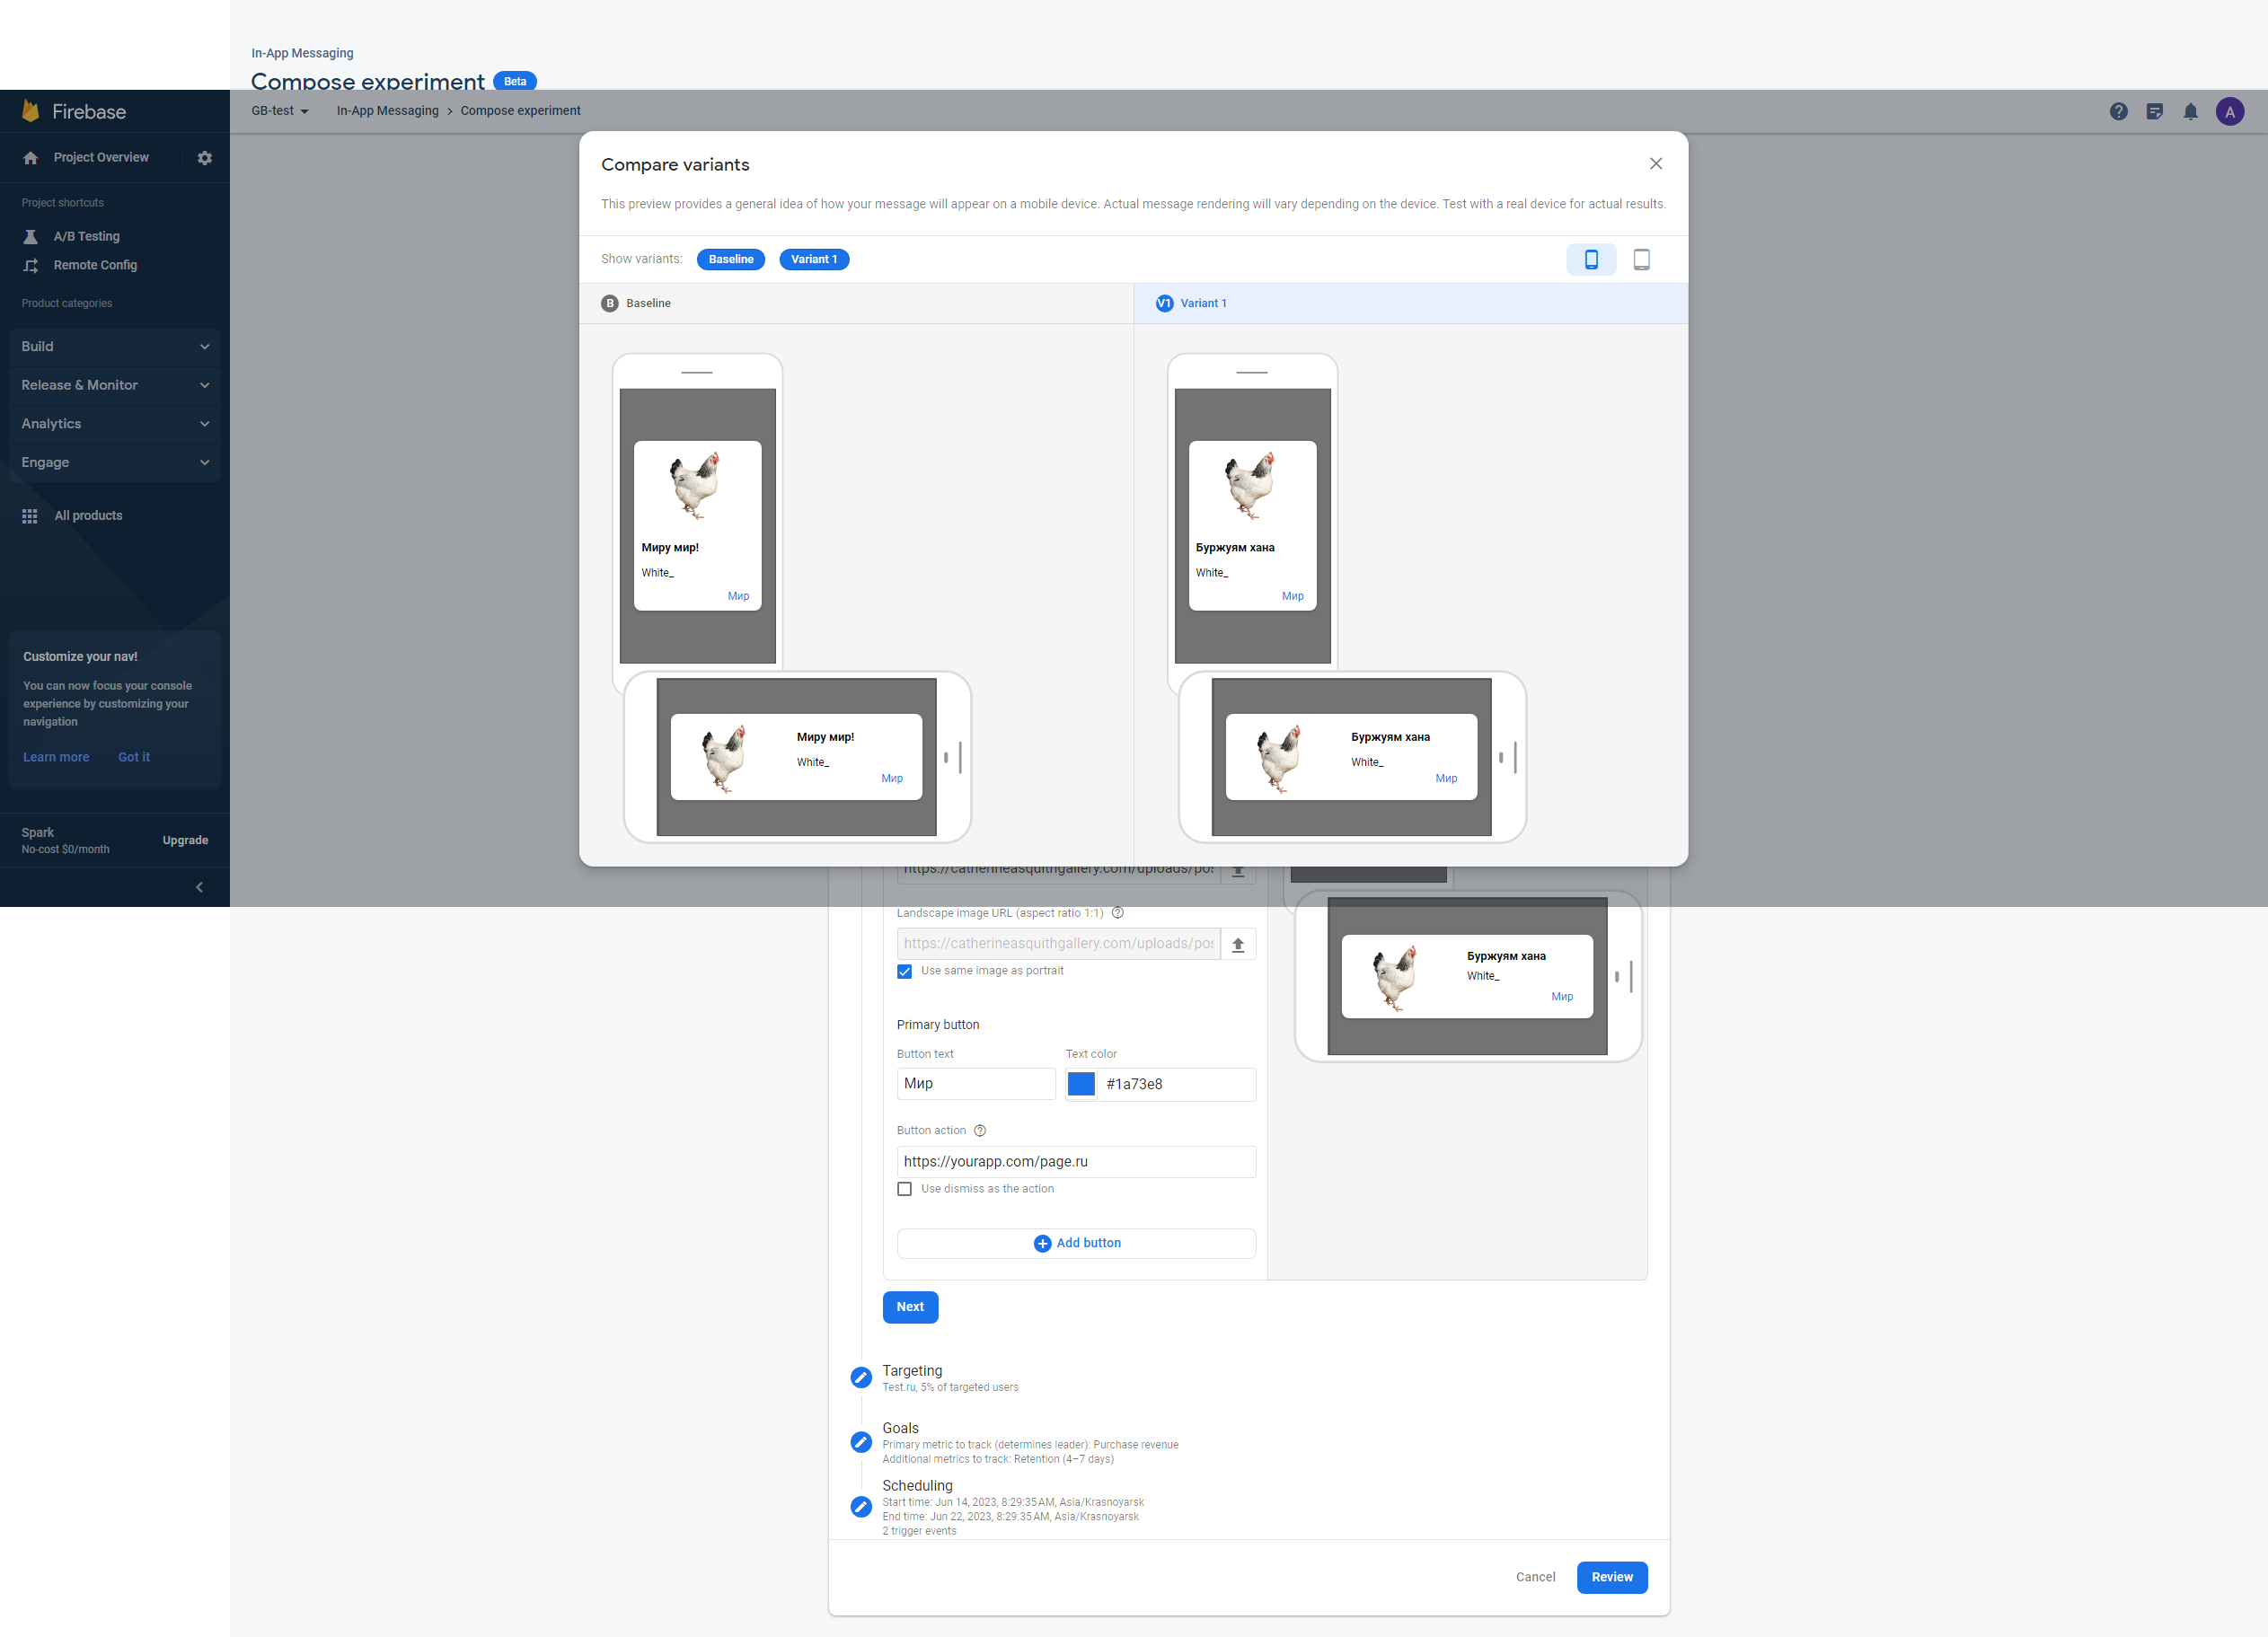 In-App Messaging
Compose experiment Beta
Firebase
GB-test In-App Messaging > Compose experiment
A
Project Overview
Project shortcuts
A/B Testing
Remote Config
Product categories
Build
Release & Monitor
Analytics
Engage
All products
Customize your nav!
You can now focus your console
experience by customizing your
navigation
Learn more Got it
Spark
No-cost $0/month
Upgrade
Compare variants
This preview provides a general idea of how your message will appear on a mobile device. Actual message rendering will vary depending on the device. Test with a real device for actual results.
Show variants: Baseline Variant 1
B Baseline
V1 Variant 1
Миру мир!
White_
Мир
Миру мир!
White_
Мир
Буржуям хана
White_
Мир
Буржуям хана
White_
Мир
https://catherineasquithgallery.com/uploads/pos
Landscape image URL (aspect ratio 1:1)
https://catherineasquithgallery.com/uploads/pos
Use same image as portrait
Буржуям хана
White_
Мир
Primary button
Button text Text color
Мир #1a73e8
Button action
https://yourapp.com/page.ru
Use dismiss as the action
Add button
Next
Targeting
Test.ru, 5% of targeted users
Goals
Primary metric to track (determines leader): Purchase revenue
Additional metrics to track: Retention (4–7 days)
Scheduling
Start time: Jun 14, 2023, 8:29:35 AM, Asia/Krasnoyarsk
End time: Jun 22, 2023, 8:29:35 AM, Asia/Krasnoyarsk
2 trigger events
Cancel Review